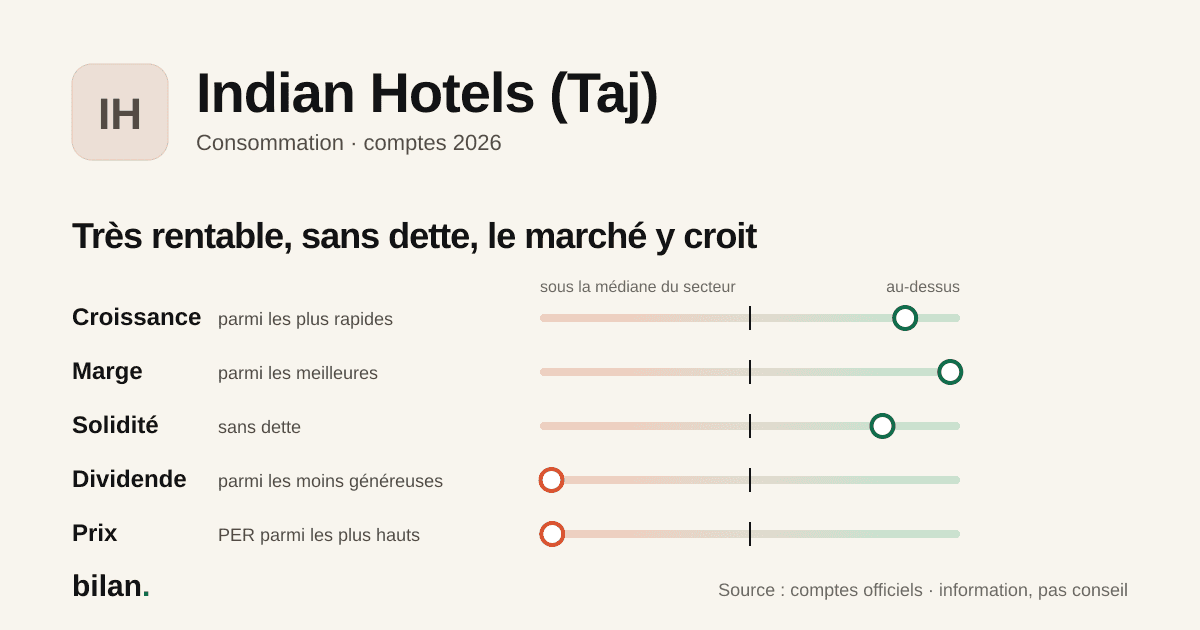 IH
Indian Hotels (Taj)
Consommation · comptes 2026
Très rentable, sans dette, le marché y croit
sous la médiane du secteur au-dessus
Croissance parmi les plus rapides
Marge parmi les meilleures
Solidité sans dette
Dividende parmi les moins généreuses
Prix PER parmi les plus hauts
bilan.
Source : comptes officiels · information, pas conseil